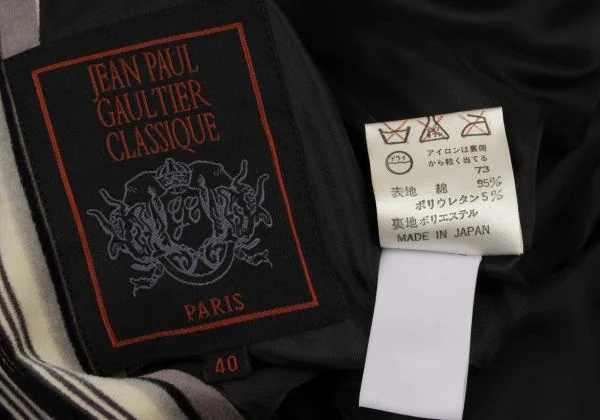 JEAN PAUL
GAULTIER
CLASSIQUE
PARIS
40
ドライ
アイロンは裏側
から軽く当てる
73
表地 綿 95%
ポリウレタン 5%
裏地 ポリエステル
MADE IN JAPAN